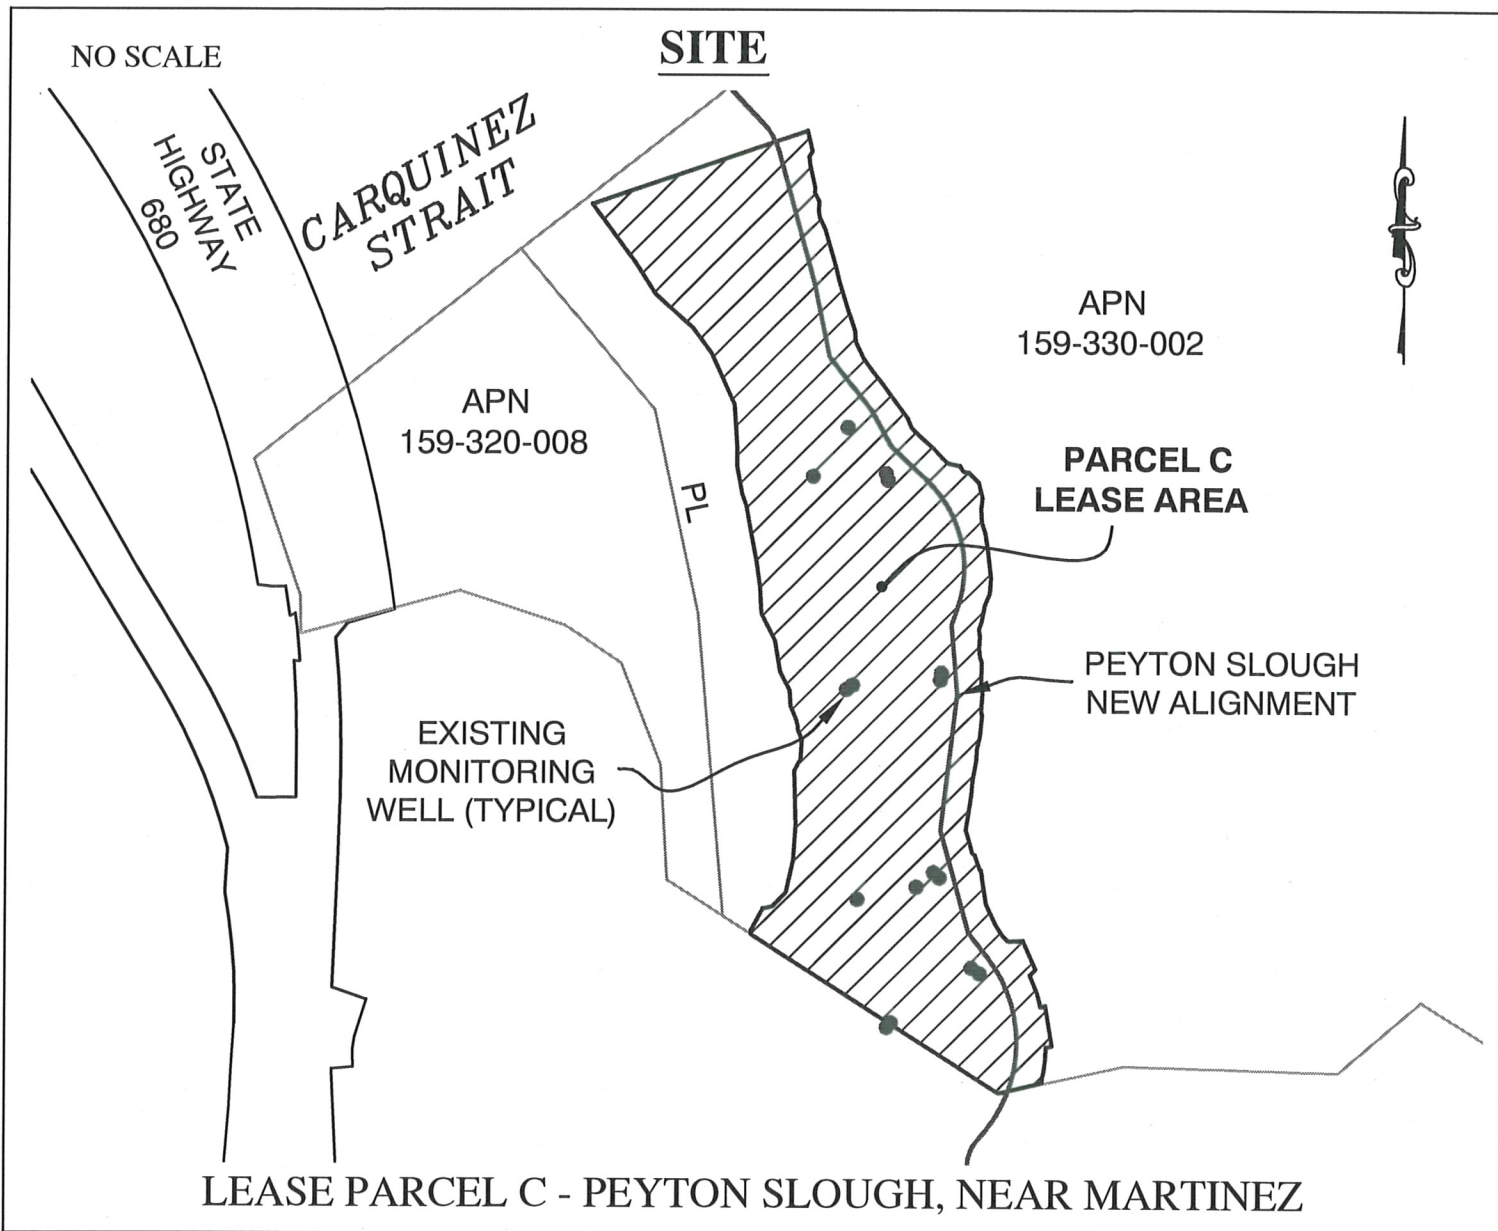 NO SCALE
SITE
STATE
HIGHWAY
680
CARQUINEZ
STRAIT
APN
159-330-002
APN
159-320-008
PL
PARCEL C
LEASE AREA
PEYTON SLOUGH
NEW ALIGNMENT
EXISTING
MONITORING
WELL (TYPICAL)
LEASE PARCEL C - PEYTON SLOUGH, NEAR MARTINEZ